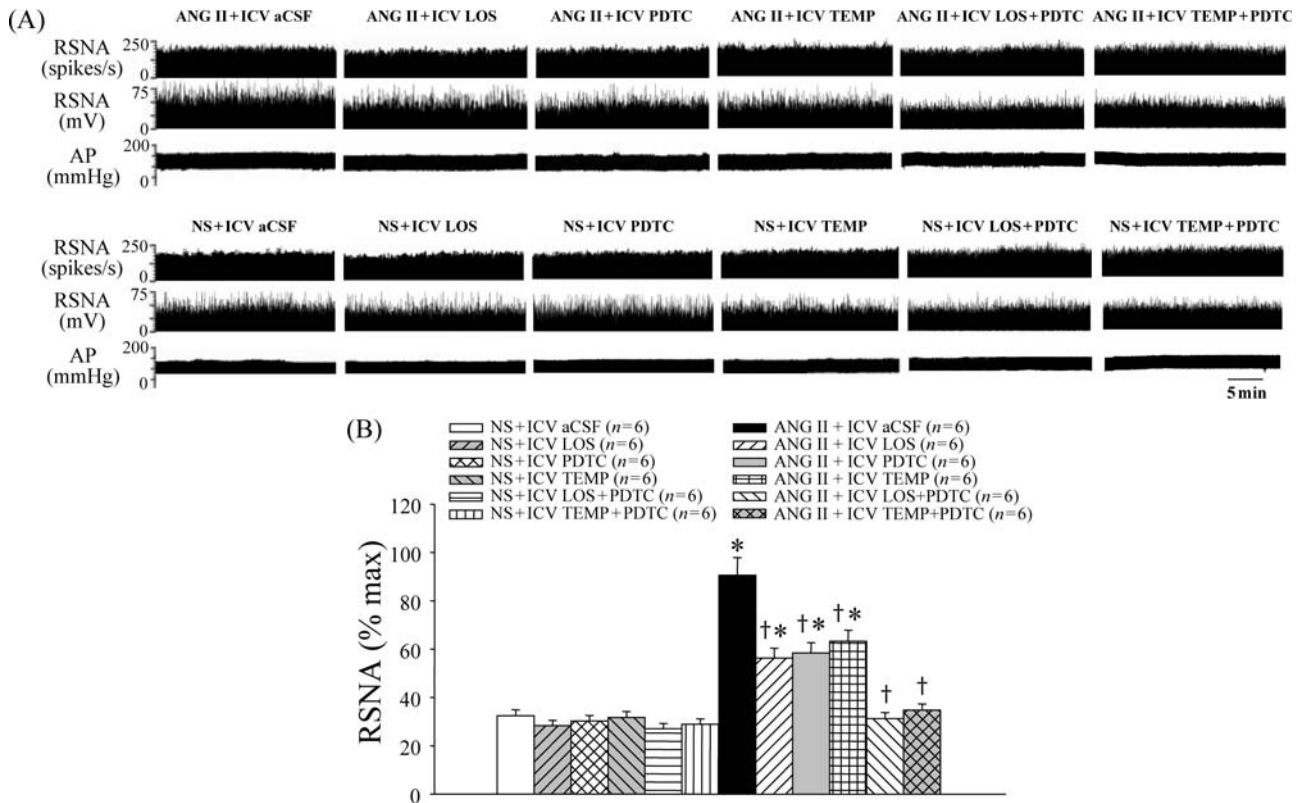 (A)
ANG II+ICV aCSF ANG II+ICV LOS ANG II+ICV PDTC ANG II+ICV TEMP ANG II+ICV LOS+PDTC ANG II+ICV TEMP+PDTC
RSNA 250
(spikes/s)
0
RSNA 75
(mV)
0
AP 200
(mmHg) 0
NS+ICV aCSF NS+ICV LOS NS+ICV PDTC NS+ICV TEMP NS+ICV LOS+PDTC NS+ICV TEMP+PDTC
RSNA 250
(spikes/s)
0
RSNA 75
(mV)
0
AP 200
(mmHg) 0
5 min
(B)
NS+ICV aCSF (n=6) ANG II + ICV aCSF (n=6)
NS+ICV LOS (n=6) ANG II + ICV LOS (n=6)
NS+ICV PDTC (n=6) ANG II + ICV PDTC (n=6)
NS+ICV TEMP (n=6) ANG II + ICV TEMP (n=6)
NS+ICV LOS+PDTC (n=6) ANG II + ICV LOS+PDTC (n=6)
NS+ICV TEMP+PDTC (n=6) ANG II + ICV TEMP+PDTC (n=6)
RSNA (% max)
120
100
80
60
40
20
0
*
†* †* †*
† †